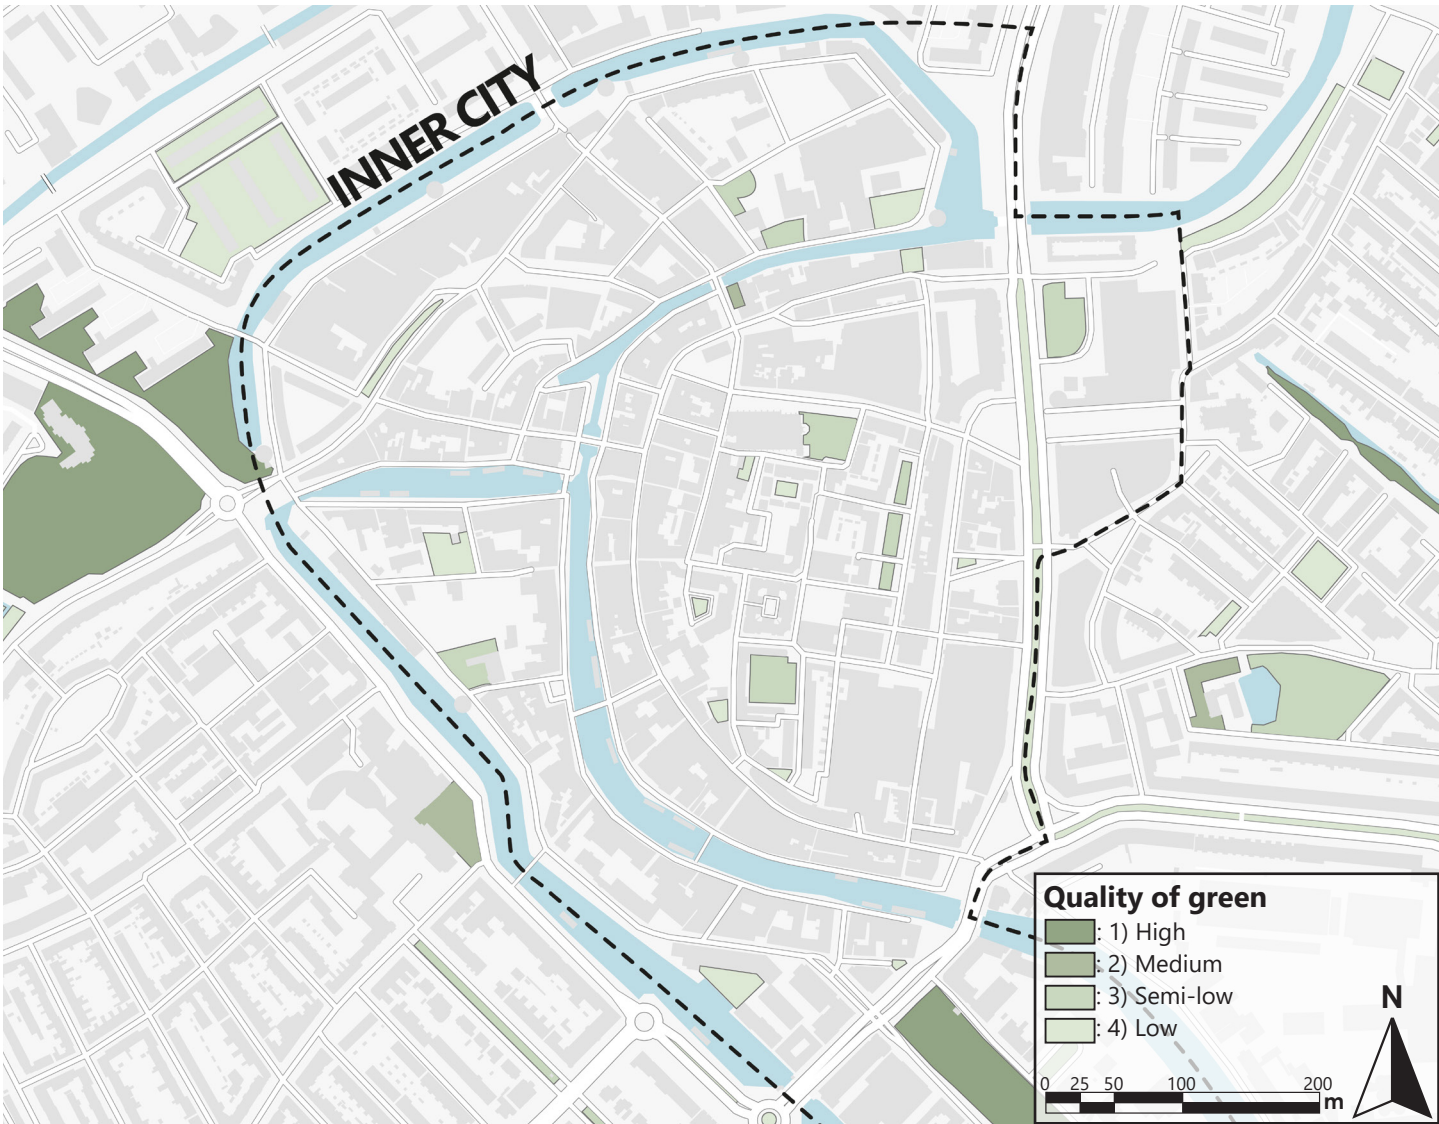 INNER CITY
Quality of green
: 1) High
: 2) Medium
: 3) Semi-low
: 4) Low
N
0 25 50 100 200
m